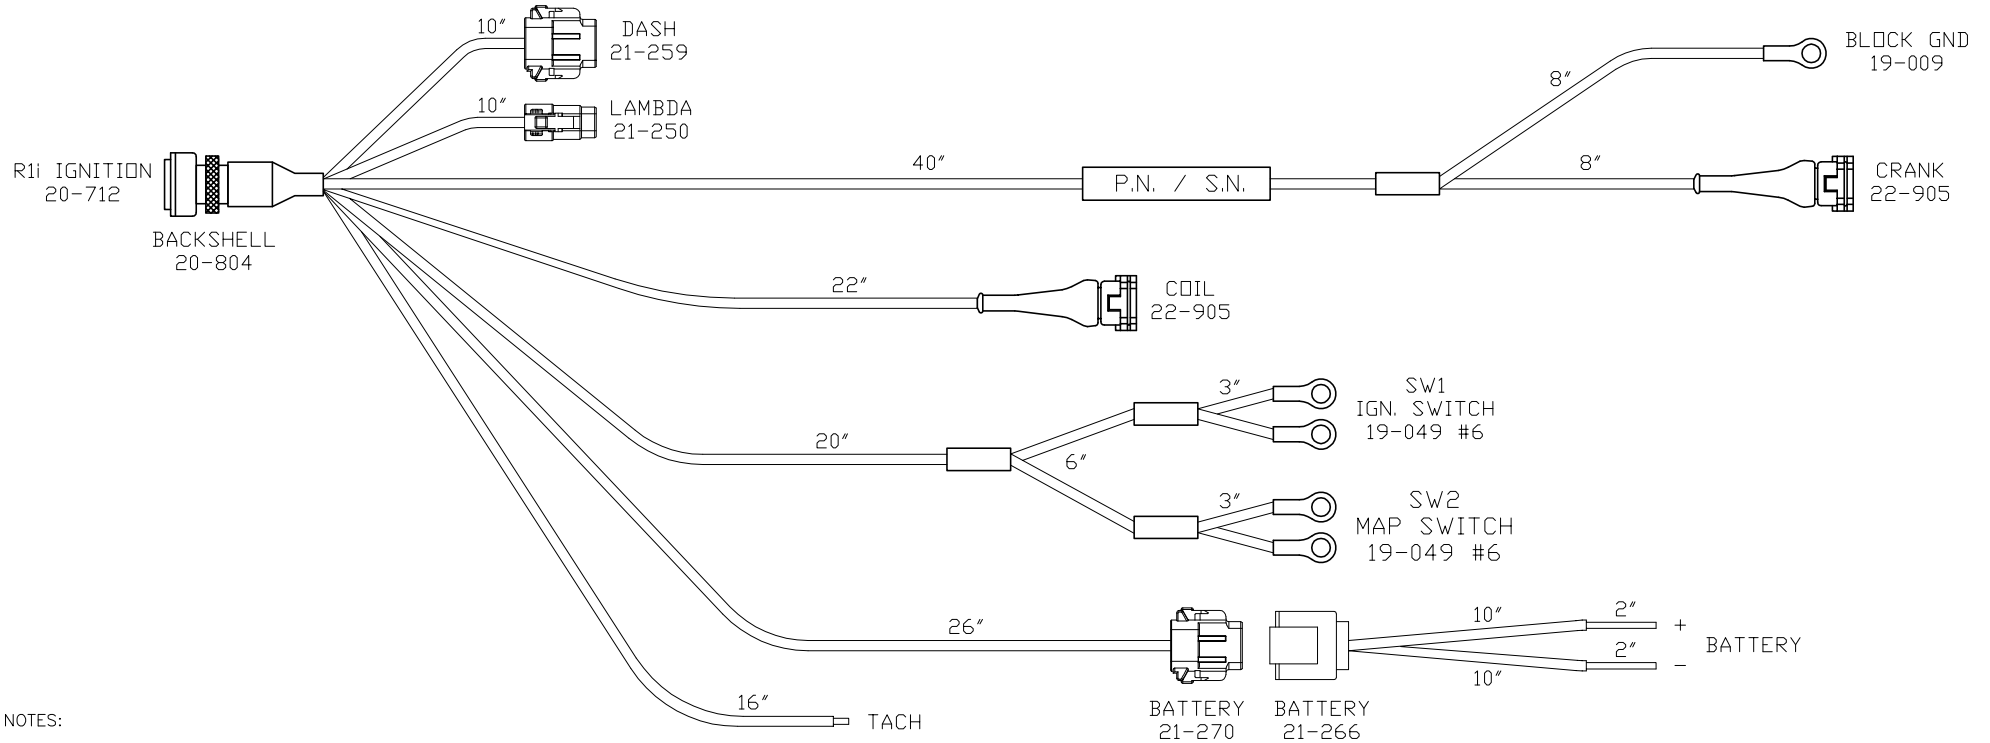 10″
DASH
21-259
10″
LAMBDA
21-250
R1i IGNITION
20-712
BACKSHELL
20-804
40″
P.N. / S.N.
8″
BLOCK GND
19-009
8″
CRANK
22-905
22″
COIL
22-905
20″
6″
3″
SW1
IGN. SWITCH
19-049 #6
3″
SW2
MAP SWITCH
19-049 #6
26″
BATTERY
21-270
BATTERY
21-266
10″
2″
+
10″
2″
-
BATTERY
16″
TACH
NOTES: